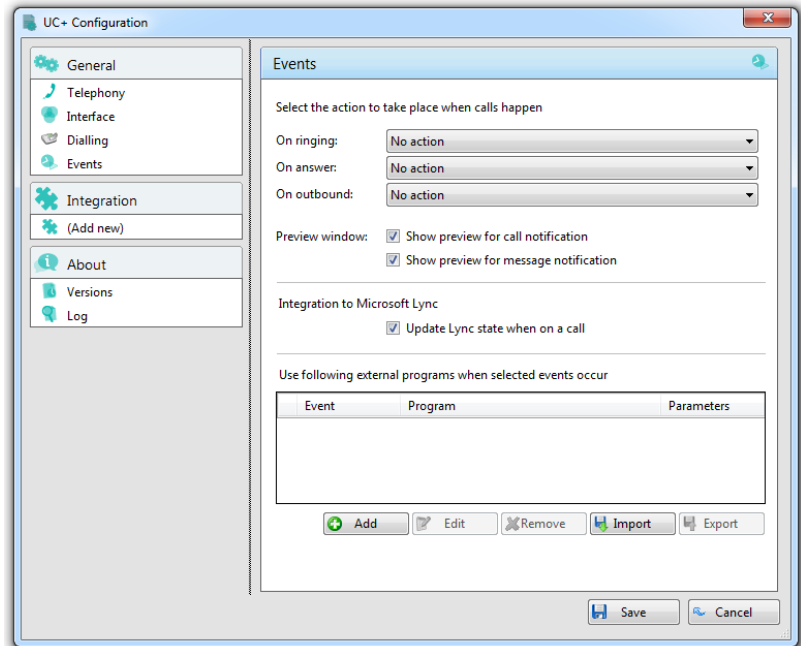 UC+ Configuration
General
Telephony
Interface
Dialling
Events
Integration
(Add new)
About
Versions
Log
Events
Select the action to take place when calls happen
On ringing: No action
On answer: No action
On outbound: No action
Preview window: Show preview for call notification
Show preview for message notification
Integration to Microsoft Lync
Update Lync state when on a call
Use following external programs when selected events occur
Event Program Parameters
Add Edit Remove Import Export
Save Cancel